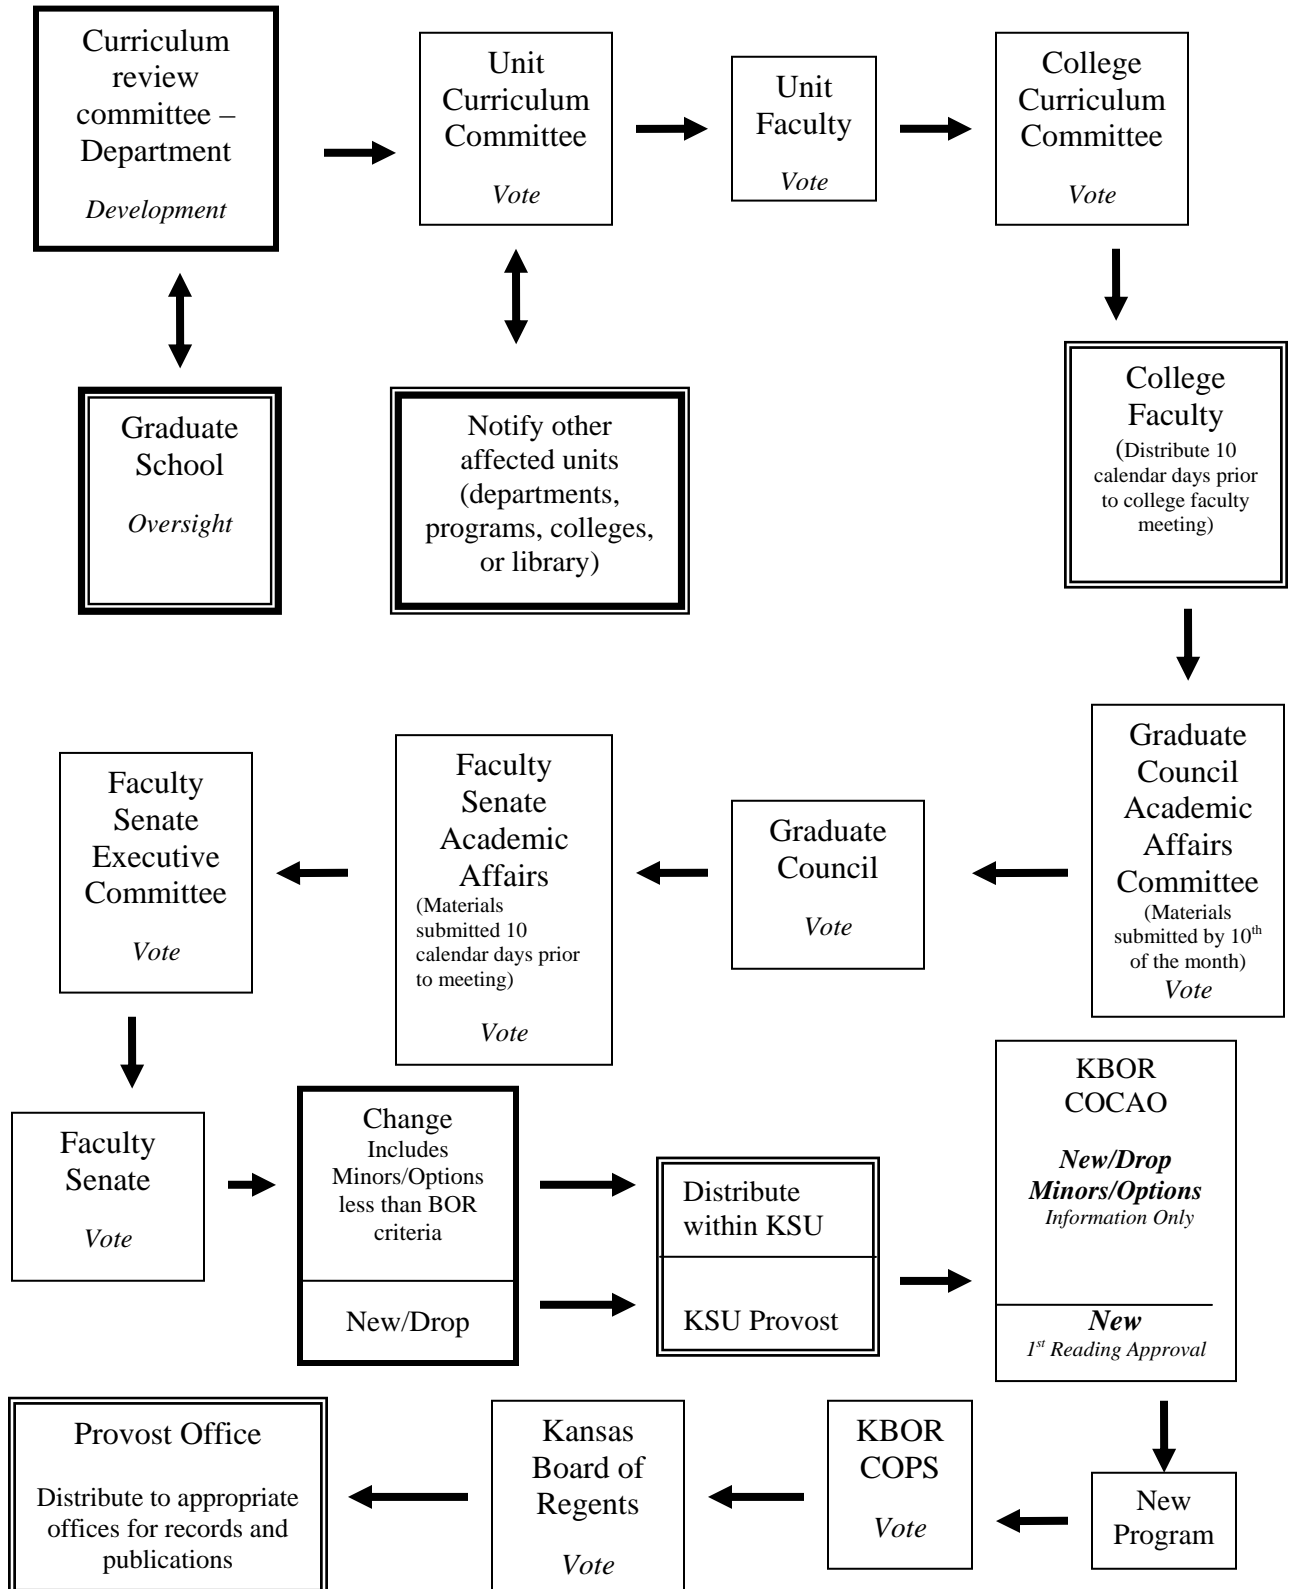 Curriculum
review
committee –
Department
Development
Unit
Curriculum
Committee
Vote
Unit
Faculty
Vote
College
Curriculum
Committee
Vote
Graduate
School
Oversight
Notify other
affected units
(departments,
programs, colleges,
or library)
College
Faculty
(Distribute 10
calendar days prior
to college faculty
meeting)
Graduate
Council
Academic
Affairs
Committee
(Materials
submitted by 10th
of the month)
Vote
Graduate
Council
Vote
Faculty
Senate
Academic
Affairs
(Materials
submitted 10
calendar days prior
to meeting)
Vote
Faculty
Senate
Executive
Committee
Vote
Faculty
Senate
Vote
Change
Includes
Minors/Options
less than BOR
criteria
New/Drop
Distribute
within KSU
KSU Provost
KBOR
COCAO
New/Drop
Minors/Options
Information Only
New
1st Reading Approval
New
Program
KBOR
COPS
Vote
Kansas
Board of
Regents
Vote
Provost Office
Distribute to appropriate
offices for records and
publications